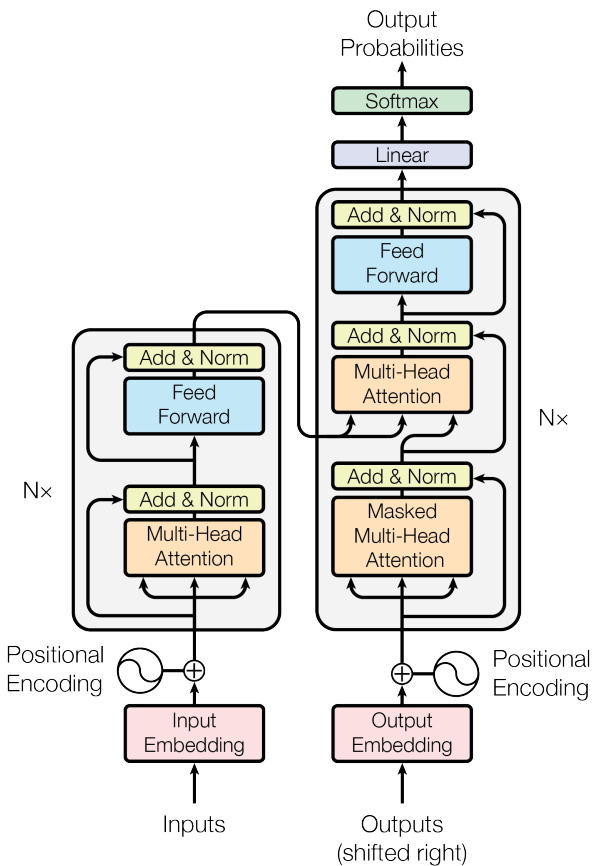 Output
Probabilities
Softmax
Linear
Add & Norm
Feed
Forward
Add & Norm
Multi-Head
Attention
Add & Norm
Masked
Multi-Head
Attention
N×
Add & Norm
Feed
Forward
Add & Norm
Multi-Head
Attention
N×
Positional
Encoding
Positional
Encoding
Input
Embedding
Output
Embedding
Inputs
Outputs
(shifted right)